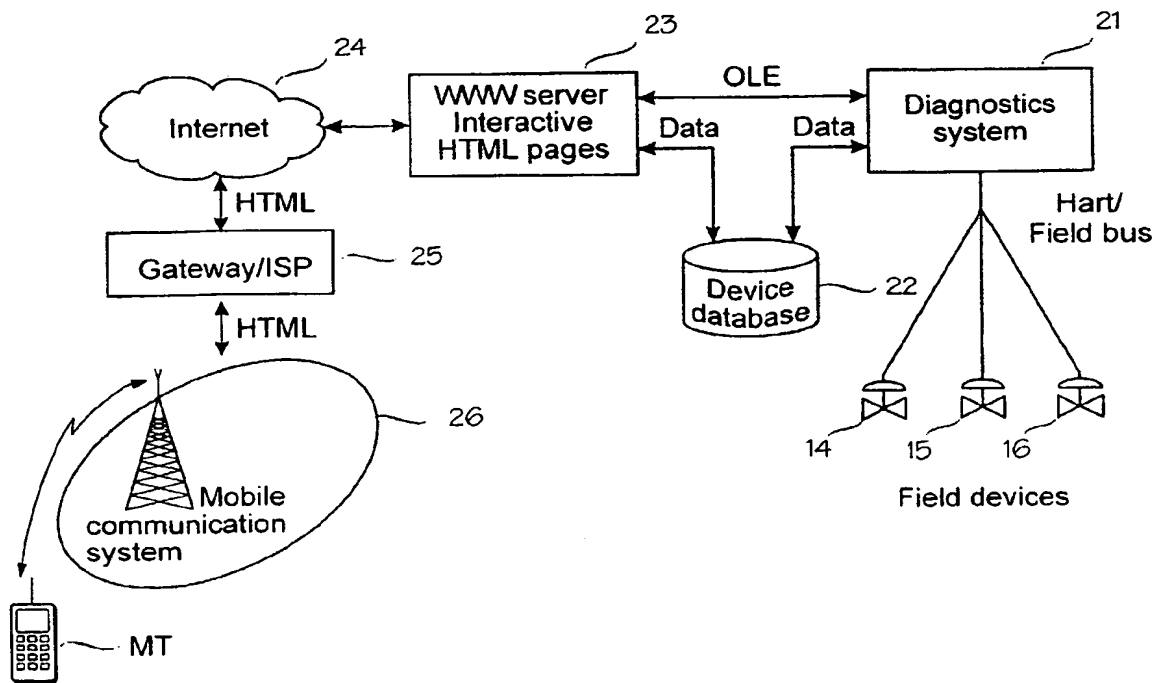 24
23
21
Internet
WWW server
Interactive
HTML pages
OLE
Data
Data
Diagnostics
system
HTML
Gateway/ISP
25
HTML
Device
database
22
Hart/
Field bus
26
Mobile
communication
system
14
15
16
Field devices
MT